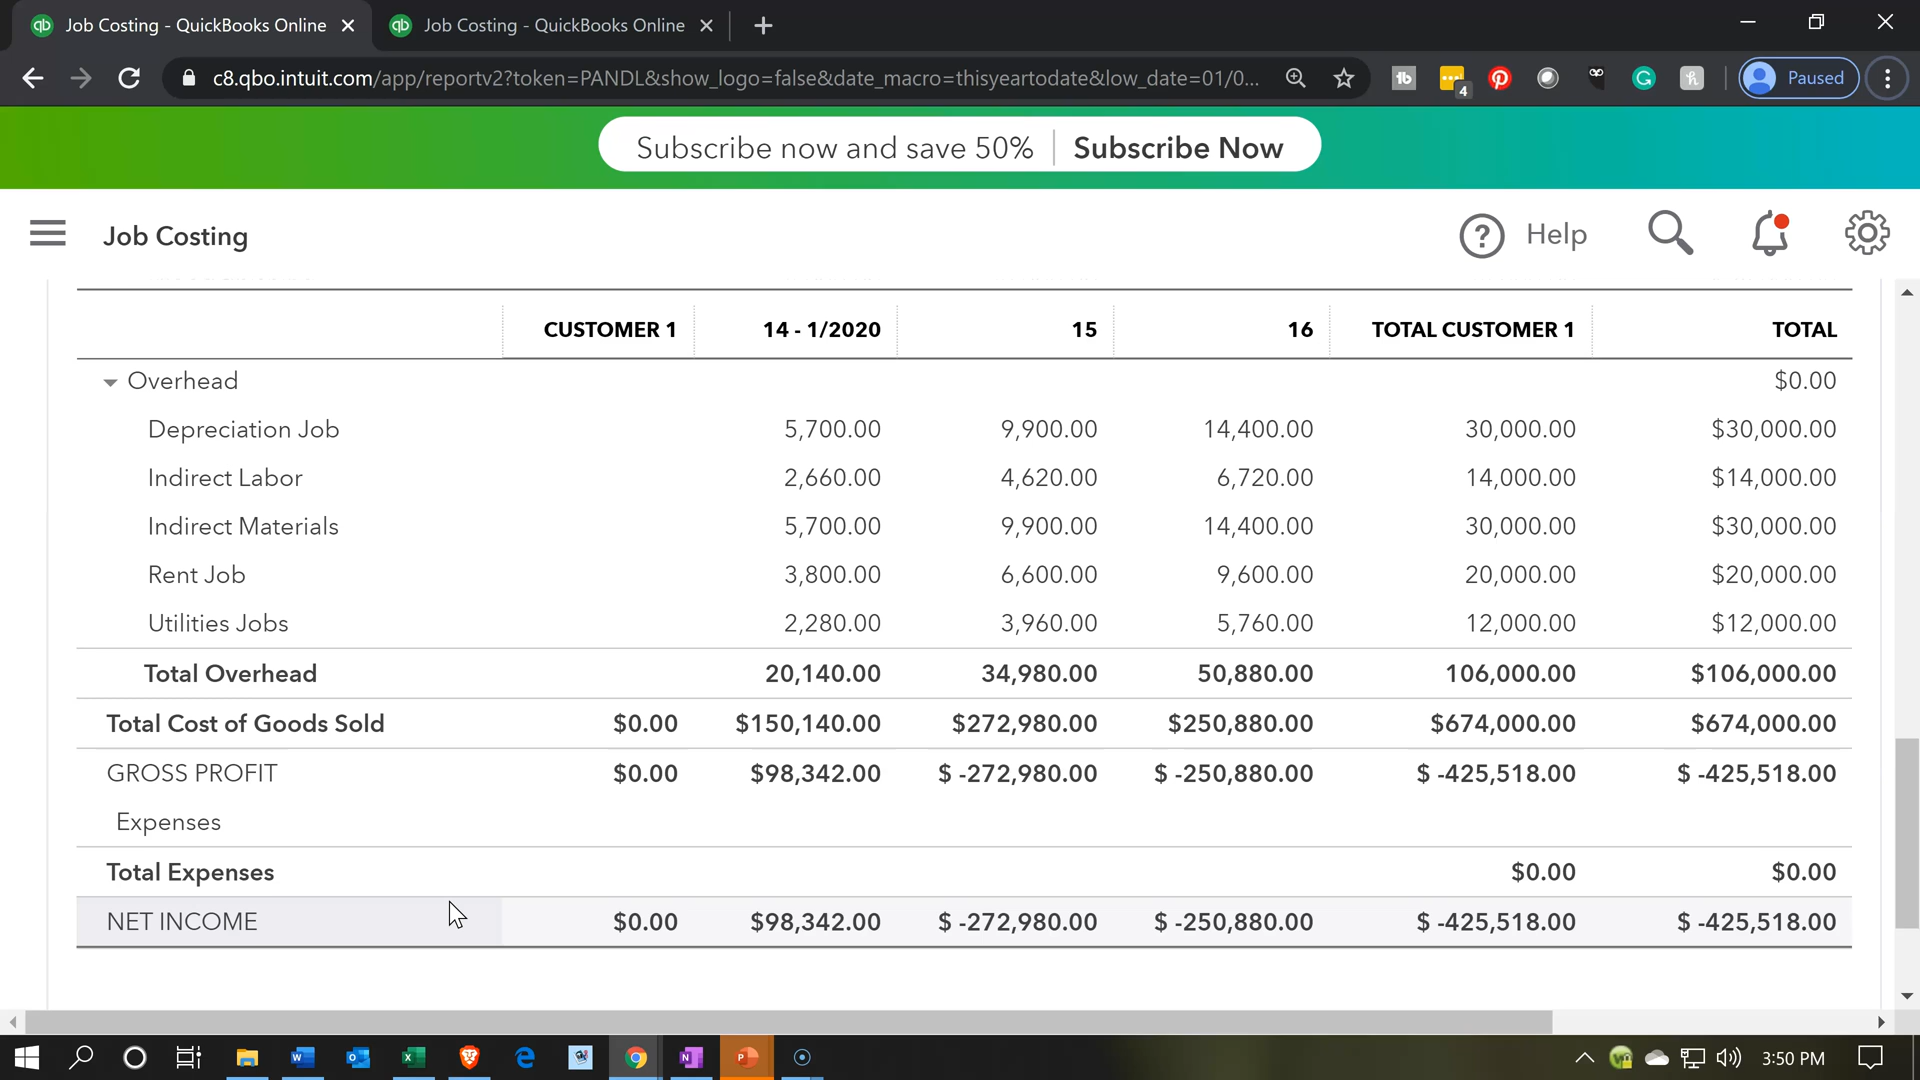 Job Costing - QuickBooks Online
Job Costing - QuickBooks Online
c8.qbo.intuit.com/app/reportv2?token=PANDL&show_logo=false&date_macro=thisyeartodate&low_date=01/0...
4
Paused
Subscribe now and save 50% Subscribe Now
Job Costing
? Help
CUSTOMER 1 14 - 1/2020 15 16 TOTAL CUSTOMER 1 TOTAL
Overhead $0.00
Depreciation Job 5,700.00 9,900.00 14,400.00 30,000.00 $30,000.00
Indirect Labor 2,660.00 4,620.00 6,720.00 14,000.00 $14,000.00
Indirect Materials 5,700.00 9,900.00 14,400.00 30,000.00 $30,000.00
Rent Job 3,800.00 6,600.00 9,600.00 20,000.00 $20,000.00
Utilities Jobs 2,280.00 3,960.00 5,760.00 12,000.00 $12,000.00
Total Overhead 20,140.00 34,980.00 50,880.00 106,000.00 $106,000.00
Total Cost of Goods Sold $0.00 $150,140.00 $272,980.00 $250,880.00 $674,000.00 $674,000.00
GROSS PROFIT $0.00 $98,342.00 $ -272,980.00 $ -250,880.00 $ -425,518.00 $ -425,518.00
Expenses
Total Expenses $0.00 $0.00
NET INCOME $0.00 $98,342.00 $ -272,980.00 $ -250,880.00 $ -425,518.00 $ -425,518.00
3:50 PM